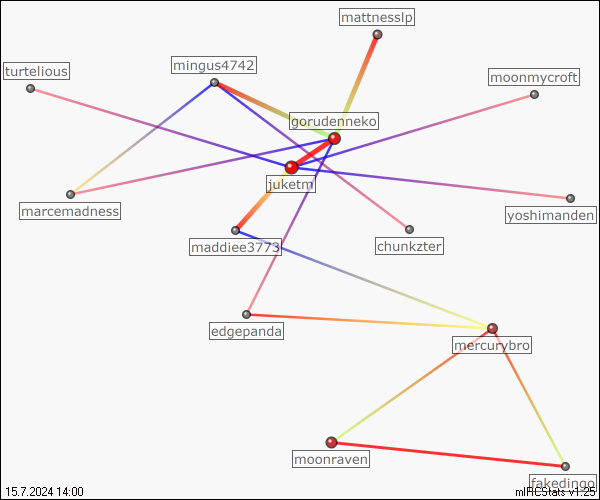 mattnesslp
mingus4742
turtelious
moonmycroft
gorudenneko
juketm
marcemadness
yoshimanden
maddiee3773
chunkzter
edgepanda
mercurybro
moonraven
fakedingo
15.7.2024 14:00
mIRCStats v1.25